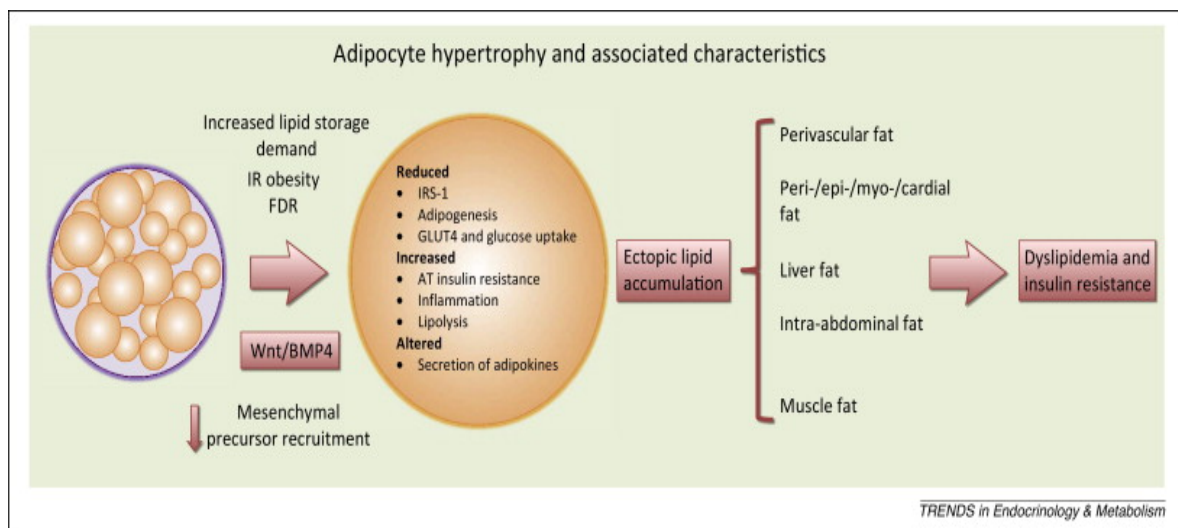 Adipocyte hypertrophy and associated characteristics
Increased lipid storage
demand
IR obesity
FDR
Wnt/BMP4
Mesenchymal
precursor recruitment
Reduced
• IRS-1
• Adipogenesis
• GLUT4 and glucose uptake
Increased
• AT insulin resistance
• Inflammation
• Lipolysis
Altered
• Secretion of adipokines
Ectopic lipid
accumulation
Perivascular fat
Peri-/epi-/myo-/cardial
fat
Liver fat
Intra-abdominal fat
Muscle fat
Dyslipidemia and
insulin resistance
TRENDS in Endocrinology & Metabolism